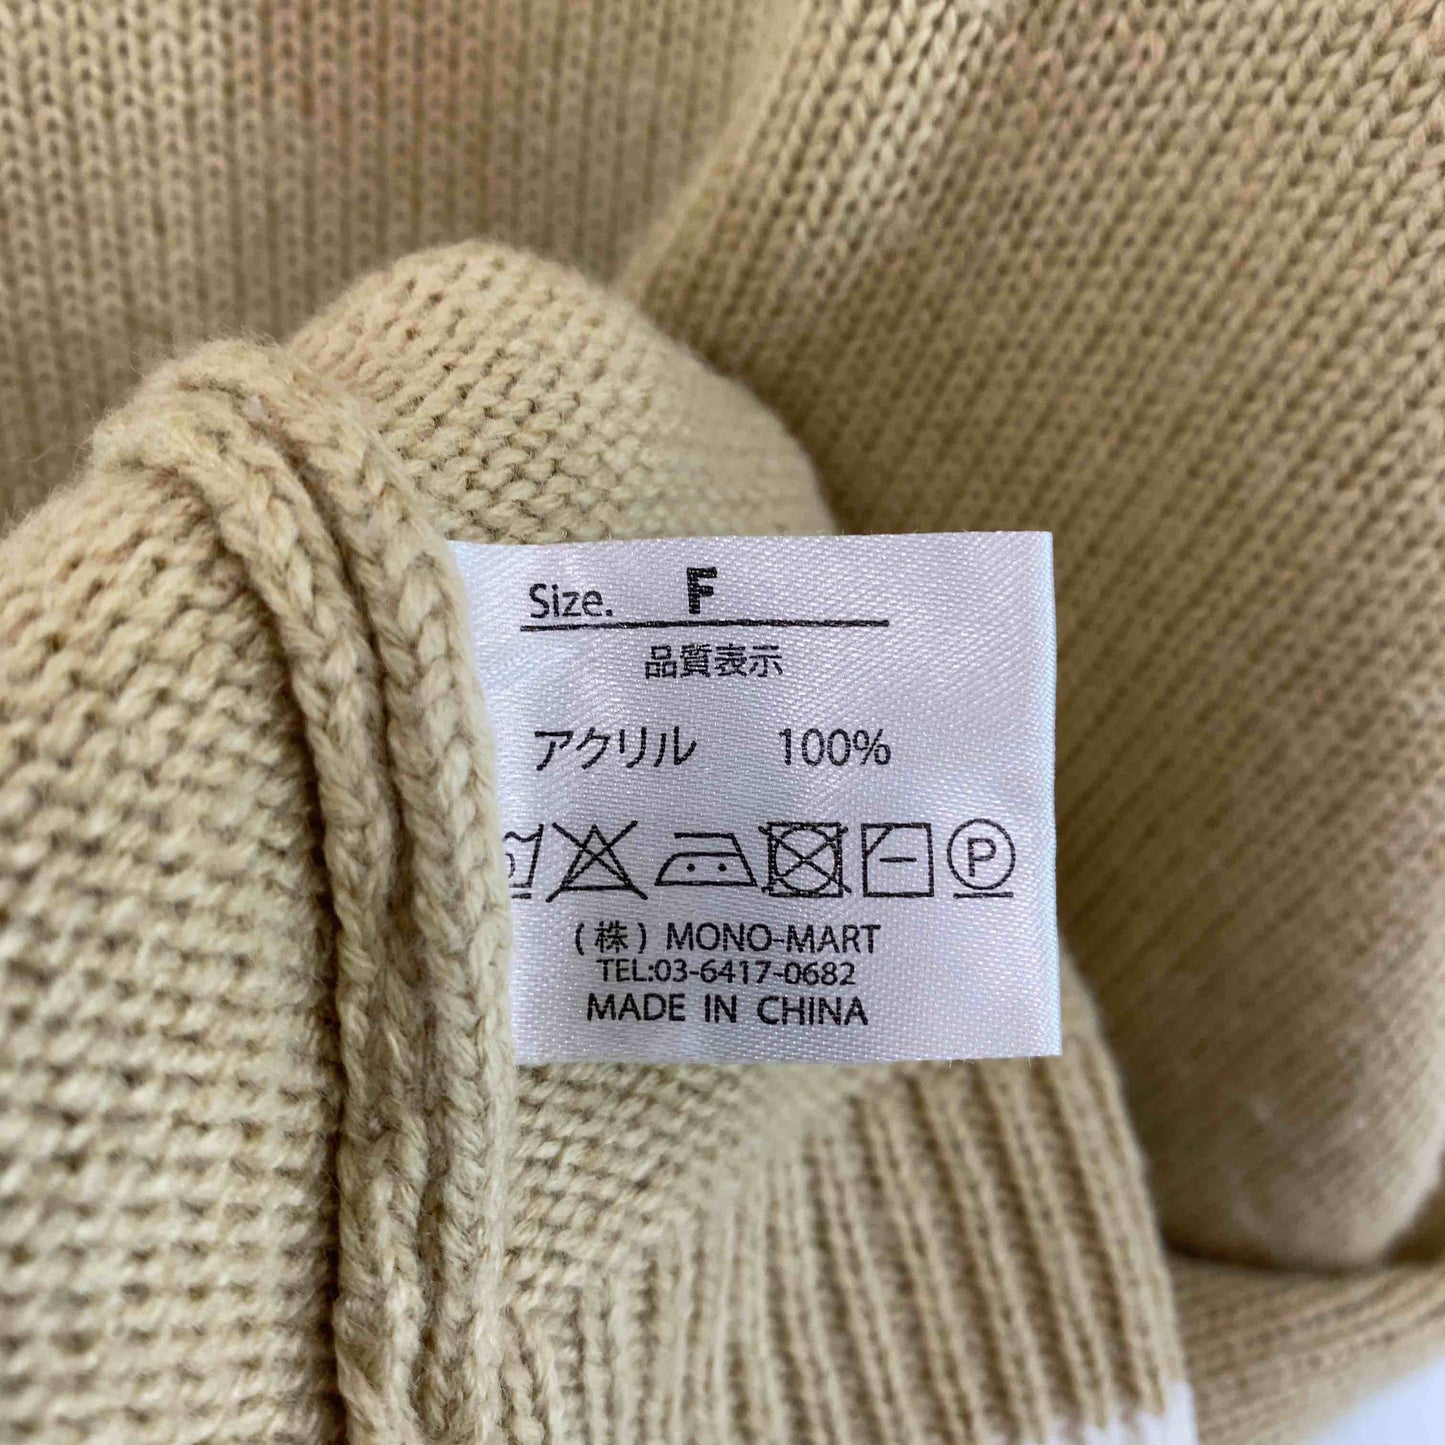 Size. F
品質表示
アクリル 100%
P
(株) MONO-MART
TEL:03-6417-0682
MADE IN CHINA